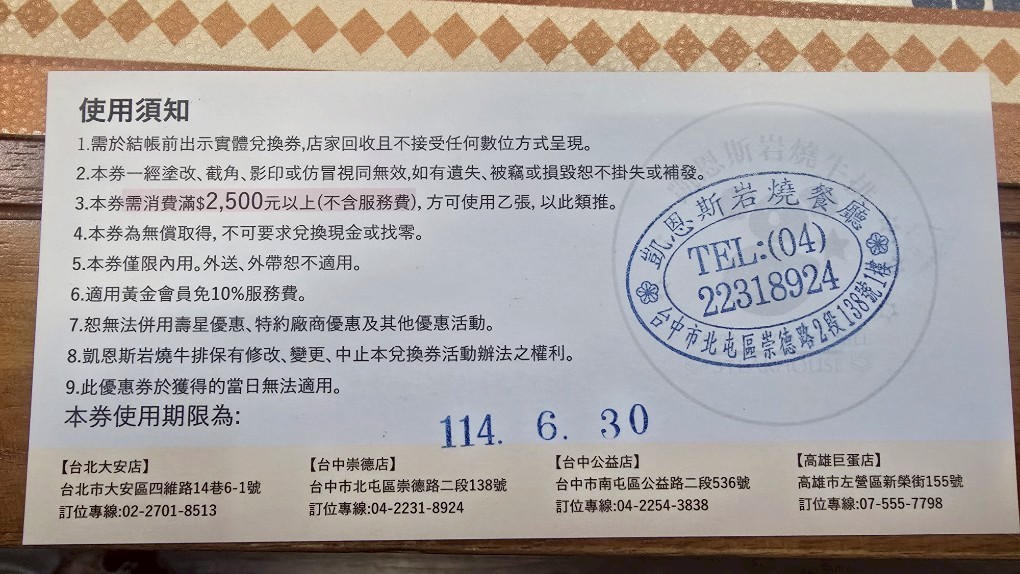 使用須知
1.需於結帳前出示實體兌換券,店家回收且不接受任何數位方式呈現。
2.本券一經塗改、截角、影印或仿冒視同無效,如有遺失、被竊或損毀恕不掛失或補發。
3.本券需消費滿$2,500元以上(不含服務費), 方可使用乙張, 以此類推。
4.本券為無償取得, 不可要求兌換現金或找零。
5.本券僅限內用。外送、外帶恕不適用。
6.適用黃金會員免10%服務費。
7.恕無法併用壽星優惠、特約廠商優惠及其他優惠活動。
8.凱恩斯岩燒牛排保有修改、變更、中止本兌換券活動辦法之權利。
9.此優惠券於獲得的當日無法適用。
本券使用期限為:
114. 6. 30
凱恩斯岩燒餐廳
TEL:(04)
22318924
台中市北屯區崇德路2段138號1樓
凱恩斯岩燒牛排
【台北大安店】
台北市大安區四維路14巷6-1號
訂位專線:02-2701-8513
【台中崇德店】
台中市北屯區崇德路二段138號
訂位專線:04-2231-8924
【台中公益店】
台中市南屯區公益路二段536號
訂位專線:04-2254-3838
【高雄巨蛋店】
高雄市左營區新榮街155號
訂位專線:07-555-7798